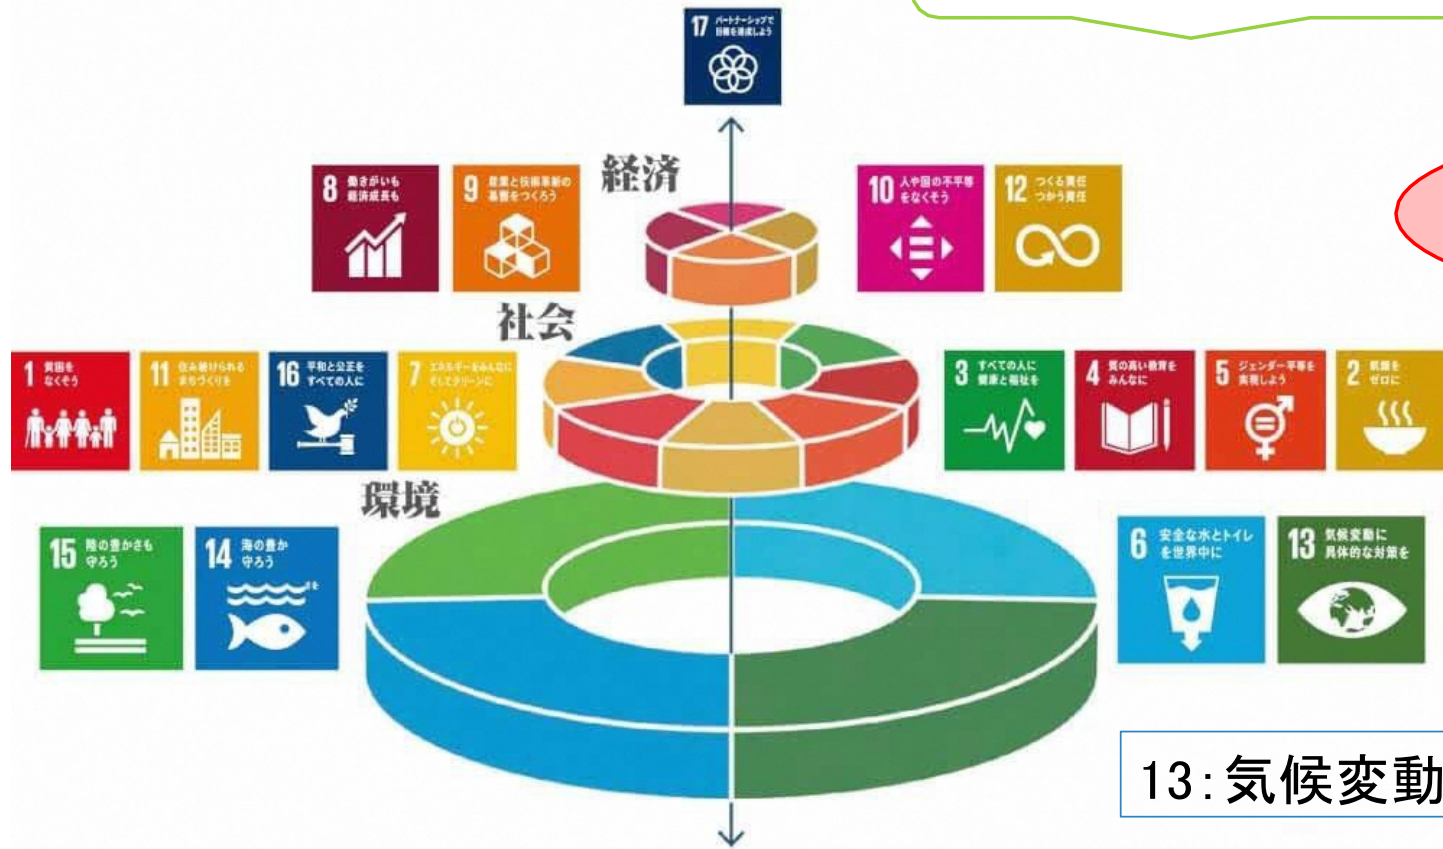 17 パートナーシップで
目標を達成しよう
経済
8 働きがいも
経済成長も
9 産業と技術革新の
基盤をつくろう
10 人や国の不平等
をなくそう
12 つくる責任
つかう責任
社会
1 貧困を
なくそう
11 住み続けられる
まちづくりを
16 平和と公正を
すべての人に
7 エネルギーをみんなに
そしてクリーンに
3 すべての人に
健康と福祉を
4 質の高い教育を
みんなに
5 ジェンダー平等を
実現しよう
2 飢餓を
ゼロに
環境
15 陸の豊かさも
守ろう
14 海の豊か
守ろう
6 安全な水とトイレ
を世界中に
13 気候変動に
具体的な対策を
13:気候変動